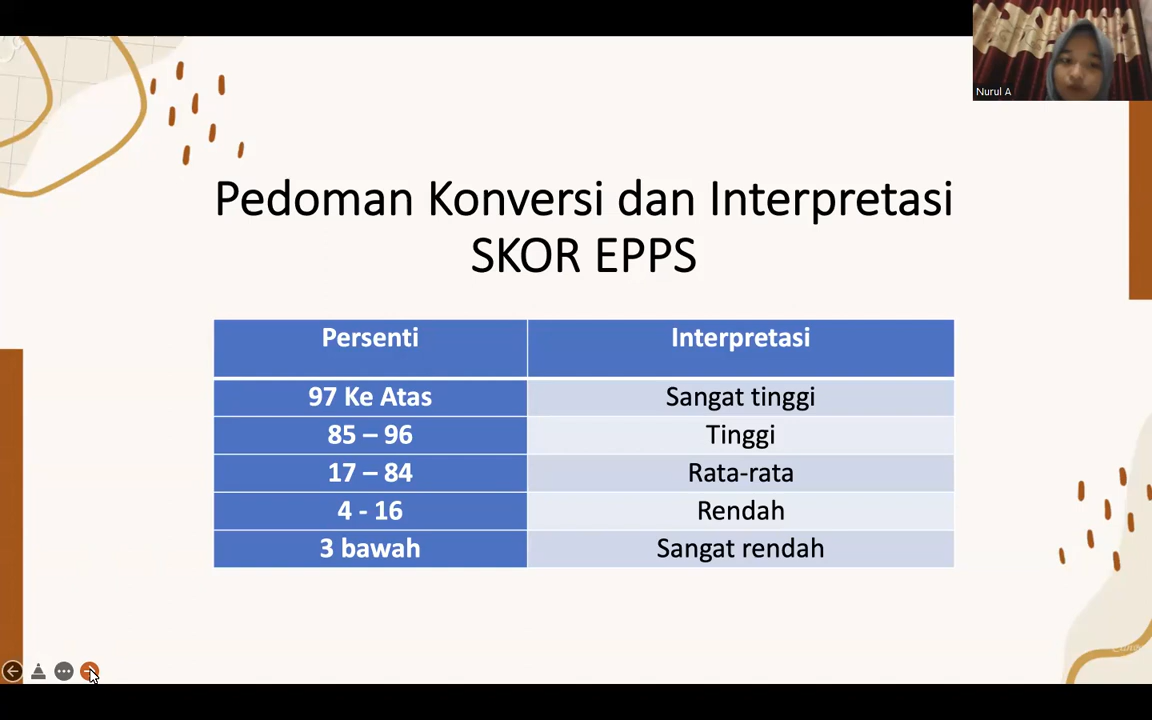 Nurul A
Pedoman Konversi dan Interpretasi
SKOR EPPS
Persenti Interpretasi
97 Ke Atas Sangat tinggi
85 – 96 Tinggi
17 – 84 Rata-rata
4 - 16 Rendah
3 bawah Sangat rendah